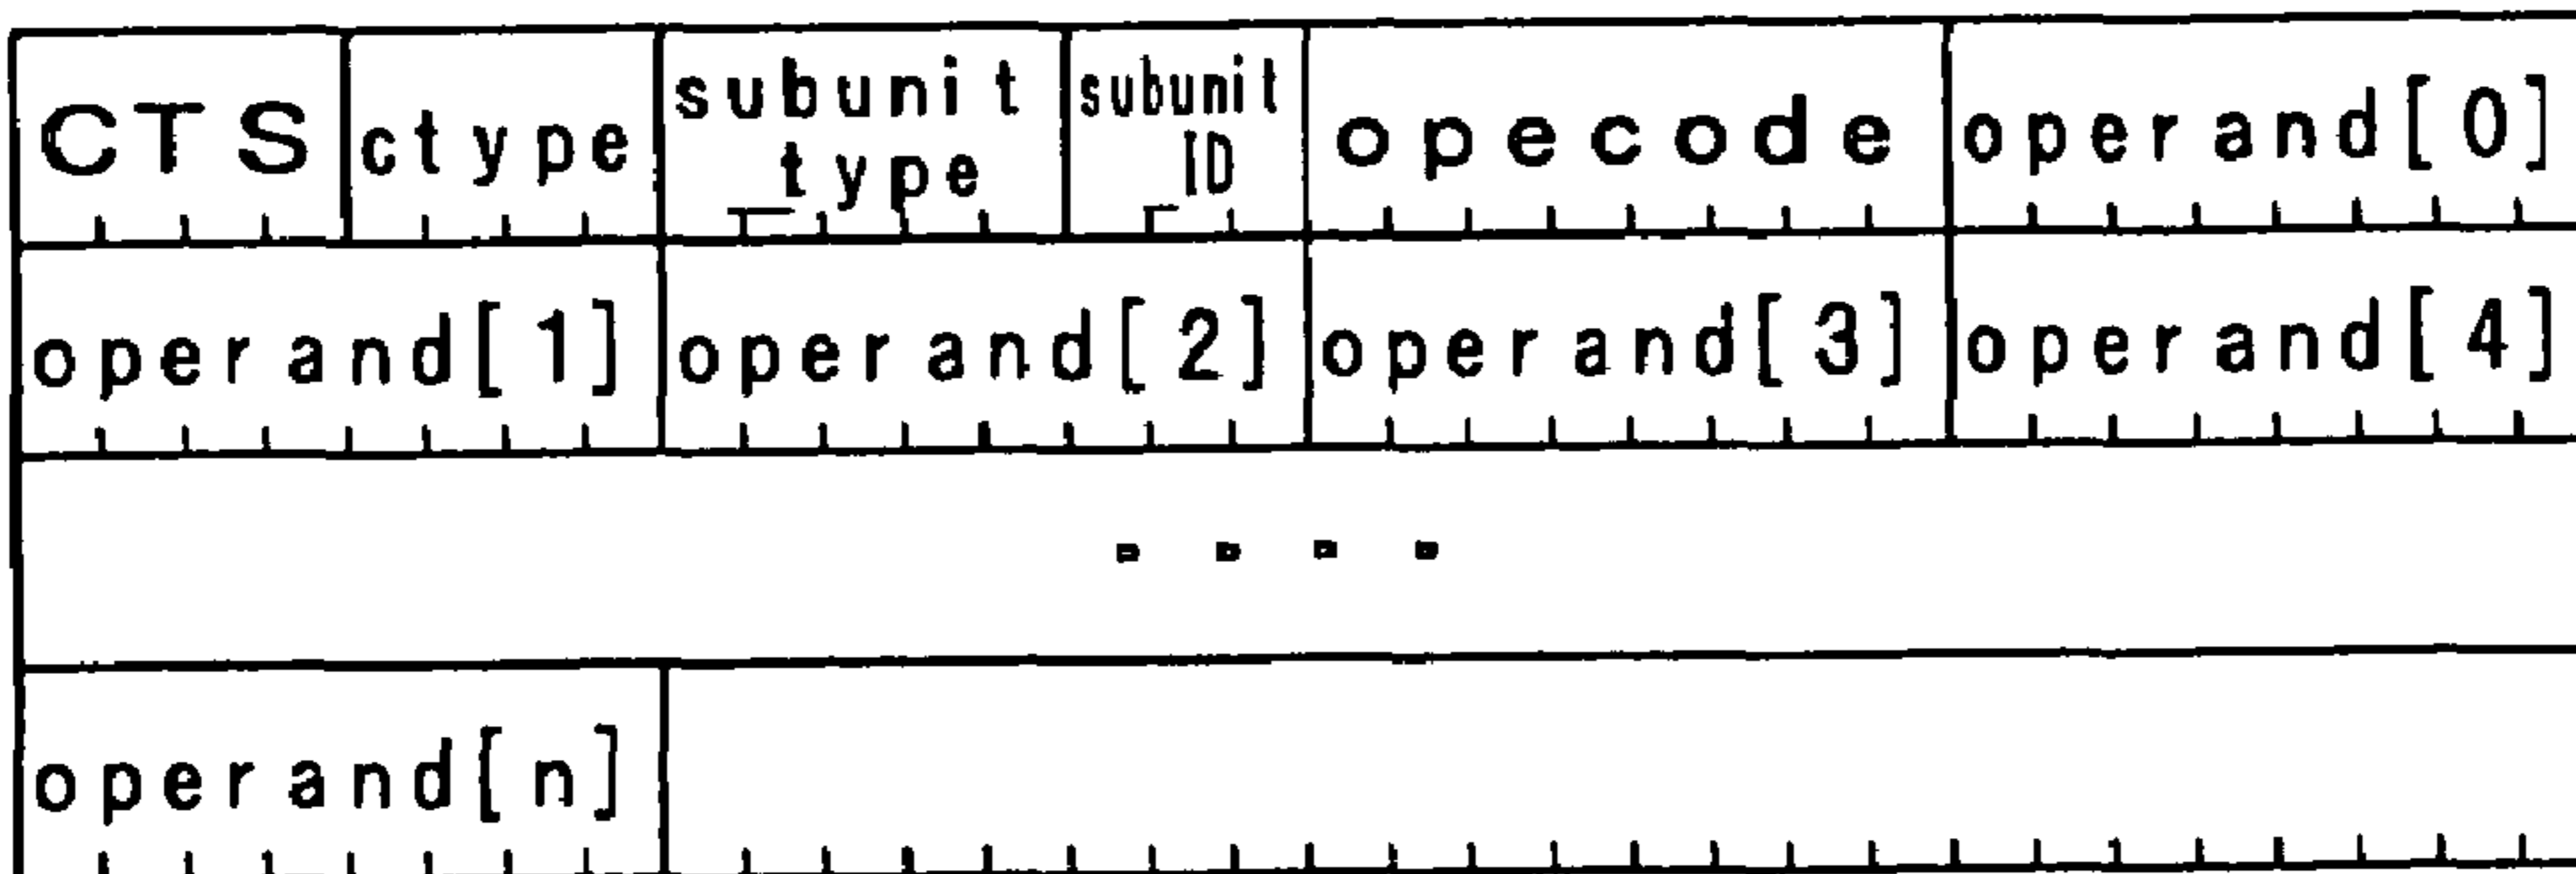 CTS ctype subunit_type subunit_ID opecode operand[0]
operand[1] operand[2] operand[3] operand[4]
....
operand[n]